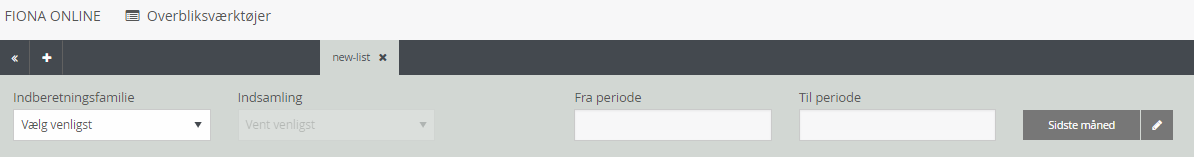 FIONA ONLINE Overbliksværktøjer
new-list
Indberetningsfamilie Indsamling Fra periode Til periode
Vælg venligst Vent venligst Sidste måned